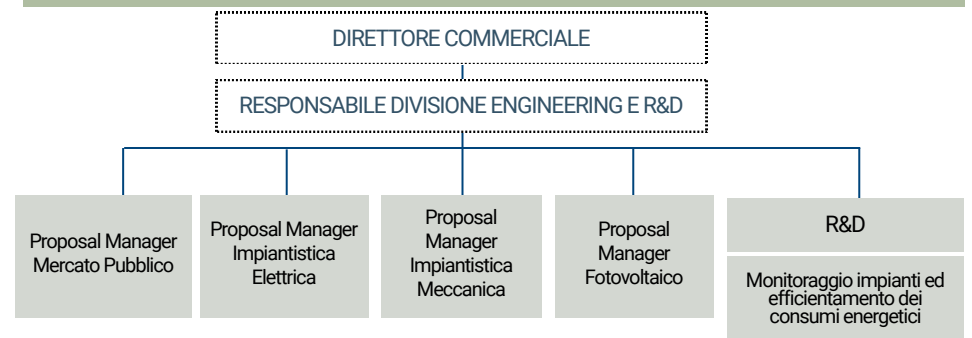 DIRETTORE COMMERCIALE
RESPONSABILE DIVISIONE ENGINEERING E R&D
Proposal Manager
Mercato Pubblico
Proposal Manager
Impiantistica
Elettrica
Proposal
Manager
Impiantistica
Meccanica
Proposal
Manager
Fotovoltaico
R&D
Monitoraggio impianti ed
efficientamento dei
consumi energetici